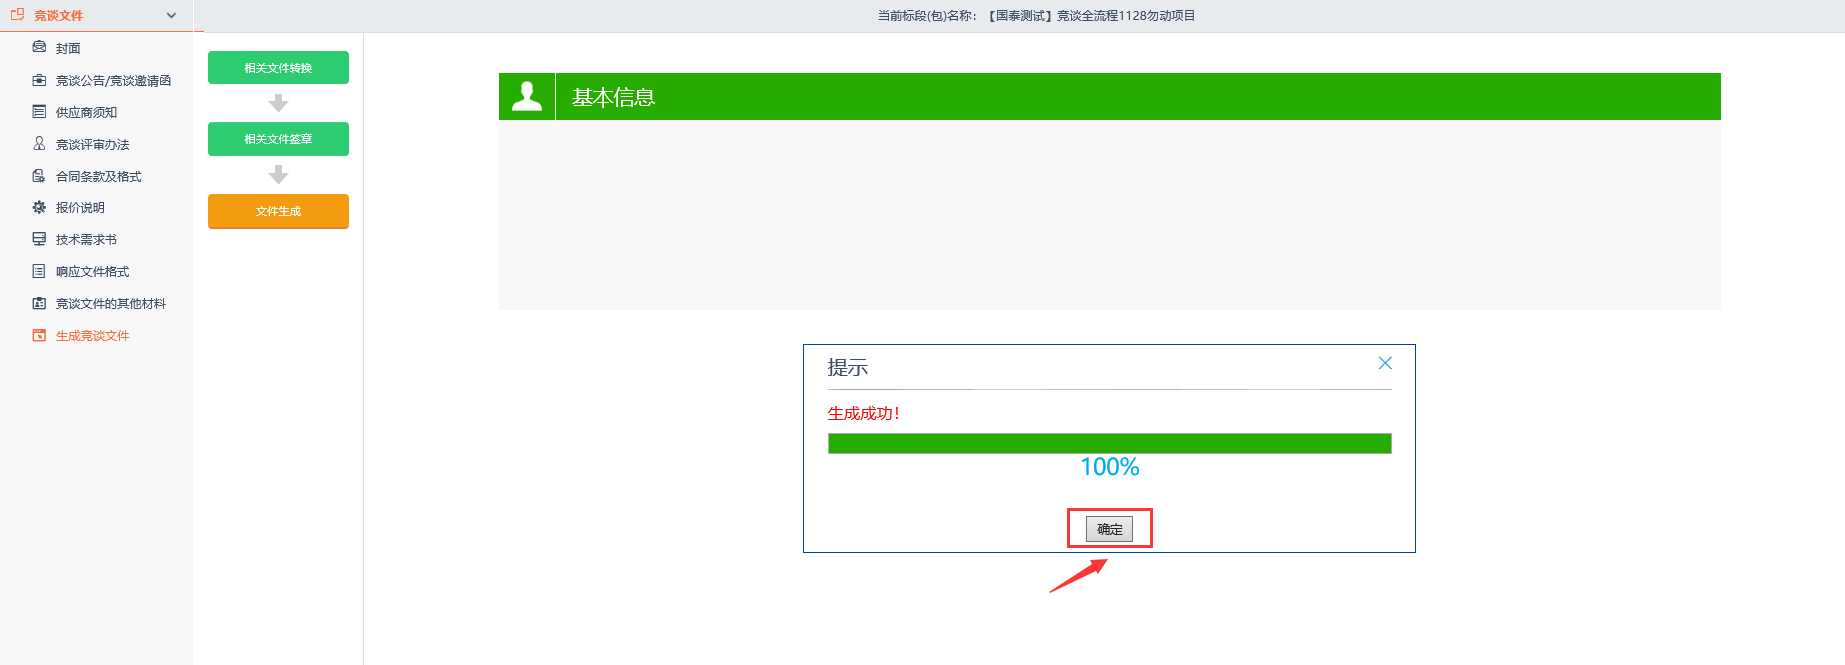 竞谈文件
当前标段(包)名称：【国泰测试】竞谈全流程1128勿动项目
封面
竞谈公告/竞谈邀请函
供应商须知
竞谈评审办法
合同条款及格式
报价说明
技术需求书
响应文件格式
竞谈文件的其他材料
生成竞谈文件
相关文件转换
相关文件签章
文件生成
基本信息
提示
生成成功！
100%
确定